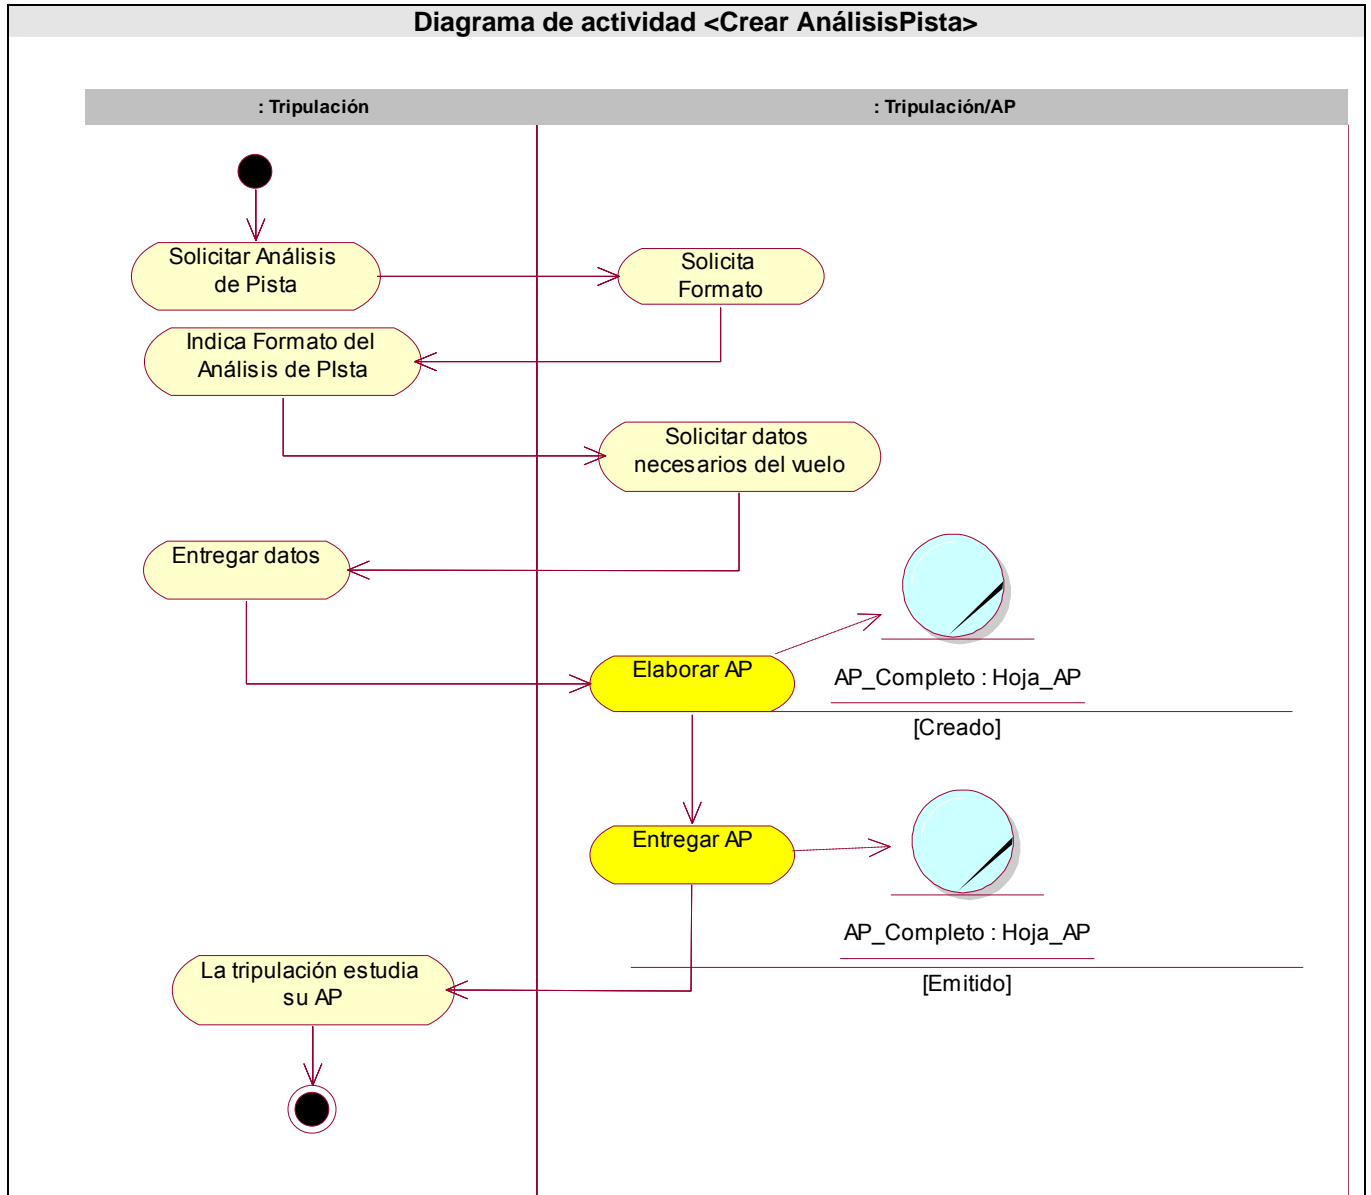 Diagrama de actividad <Crear AnálisisPista>
: Tripulación
: Tripulación/AP
Solicitar Análisis
de Pista
Solicita
Formato
Indica Formato del
Análisis de PIsta
Solicitar datos
necesarios del vuelo
Entregar datos
Elaborar AP
AP_Completo : Hoja_AP
[Creado]
Entregar AP
AP_Completo : Hoja_AP
[Emitido]
La tripulación estudia
su AP